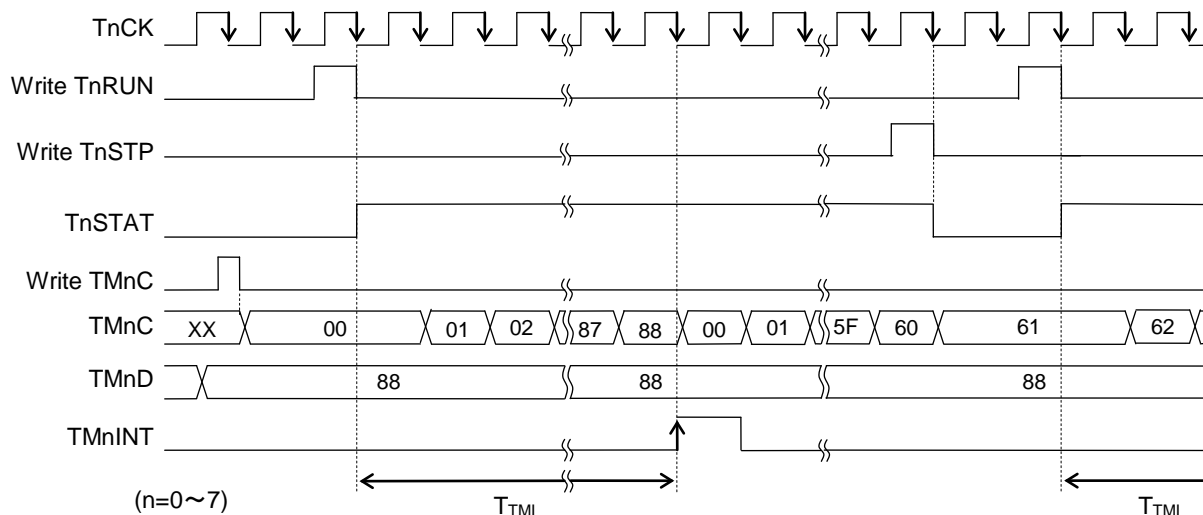 TnCK
Write TnRUN
Write TnSTP
TnSTAT
Write TMnC
TMnC XX 00 01 02 87 88 00 01 5F 60 61 62
TMnD 88 88 88
TMnINT
(n=0～7) TTMI TTMI